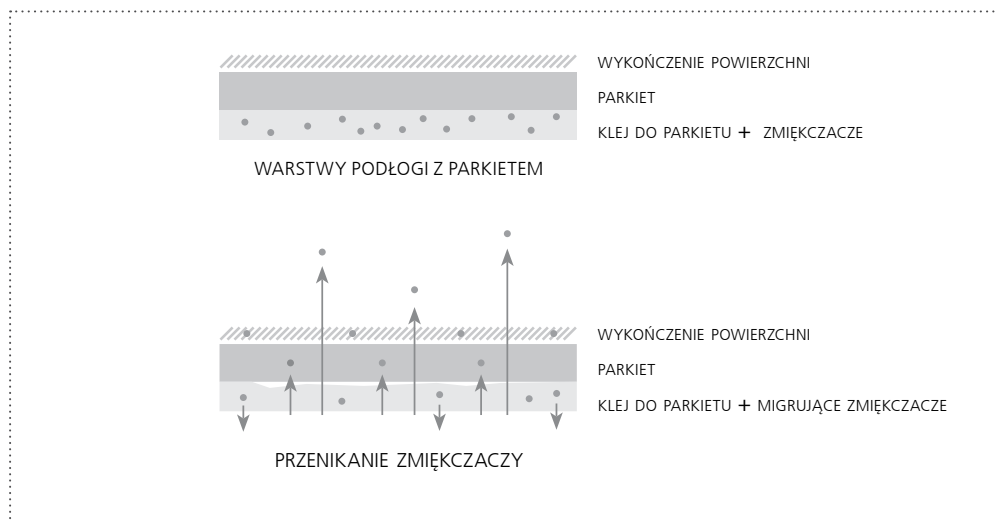 WYKOŃCZENIE POWIERZCHNI
PARKIET
KLEJ DO PARKIETU + ZMIĘKCZACZE
WARSTWY PODŁOGI Z PARKIETEM
WYKOŃCZENIE POWIERZCHNI
PARKIET
KLEJ DO PARKIETU + MIGRUJĄCE ZMIĘKCZACZE
PRZENIKANIE ZMIĘKCZACZY